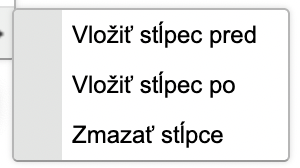 Vložiť stĺpec pred
Vložiť stĺpec po
Zmazať stĺpce